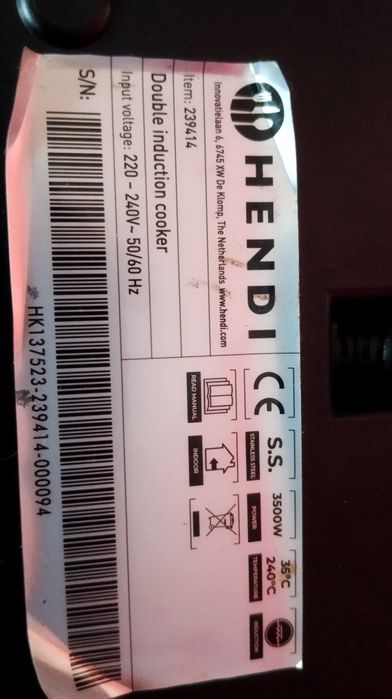 HENDI
Innovatielaan 6, 6745 XW De Klomp, The Netherlands www.hendi.com
Item: 239414
Double induction cooker
Input voltage: 220 – 240V~ 50/60 Hz
S/N:
HK137523-239414-000094
CE
S.S.
STAINLESS STEEL
3500W
POWER
35°C
240°C
TEMPERATURE
INDUCTION
READ MANUAL
INDOOR